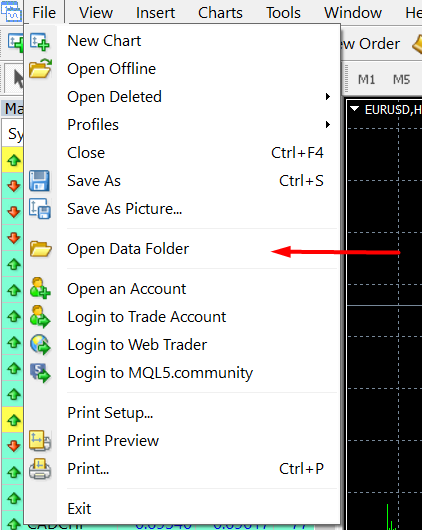 File View Insert Charts Tools Window He
New Chart
ew Order
Open Offline
M1 M5
Open Deleted
Ma
EURUSD,H
Profiles
Sy
Close Ctrl+F4
Save As Ctrl+S
Save As Picture...
Open Data Folder
Open an Account
Login to Trade Account
Login to Web Trader
Login to MQL5.community
Print Setup...
Print Preview
Print... Ctrl+P
Exit